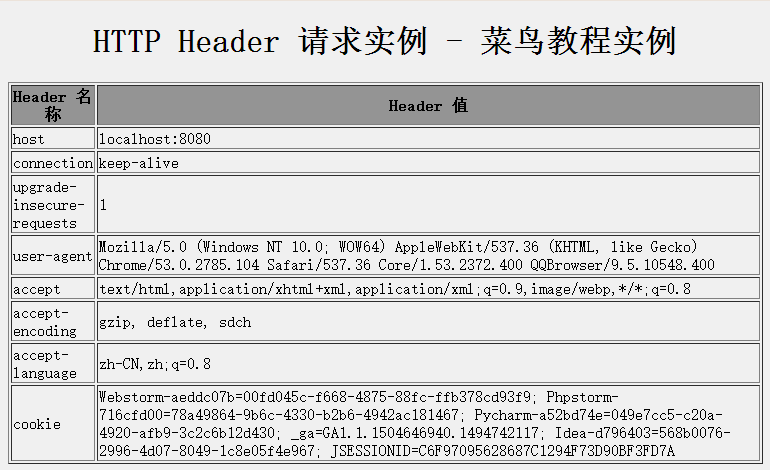 HTTP Header 请求实例 - 菜鸟教程实例
Header 名
称
Header 值
host
localhost:8080
connection
keep-alive
upgrade-
insecure-
requests
1
user-agent
Mozilla/5.0 (Windows NT 10.0; WOW64) AppleWebKit/537.36 (KHTML, like Gecko)
Chrome/53.0.2785.104 Safari/537.36 Core/1.53.2372.400 QQBrowser/9.5.10548.400
accept
text/html,application/xhtml+xml,application/xml;q=0.9,image/webp,*/*;q=0.8
accept-
encoding
gzip, deflate, sdch
accept-
language
zh-CN,zh;q=0.8
cookie
Webstorm-aeddc07b=00fd045c-f668-4875-88fc-ffb378cd93f9; Phpstorm-
716cfd00=78a49864-9b6c-4330-b2b6-4942ac181467; Pycharm-a52bd74e=049e7cc5-c20a-
4920-afb9-3c2c6b12d430; _ga=GA1.1.1504646940.1494742117; Idea-d796403=568b0076-
2996-4d07-8049-1c8e05f4e967; JSESSIONID=C6F97095628687C1294F73D90BF3FD7A